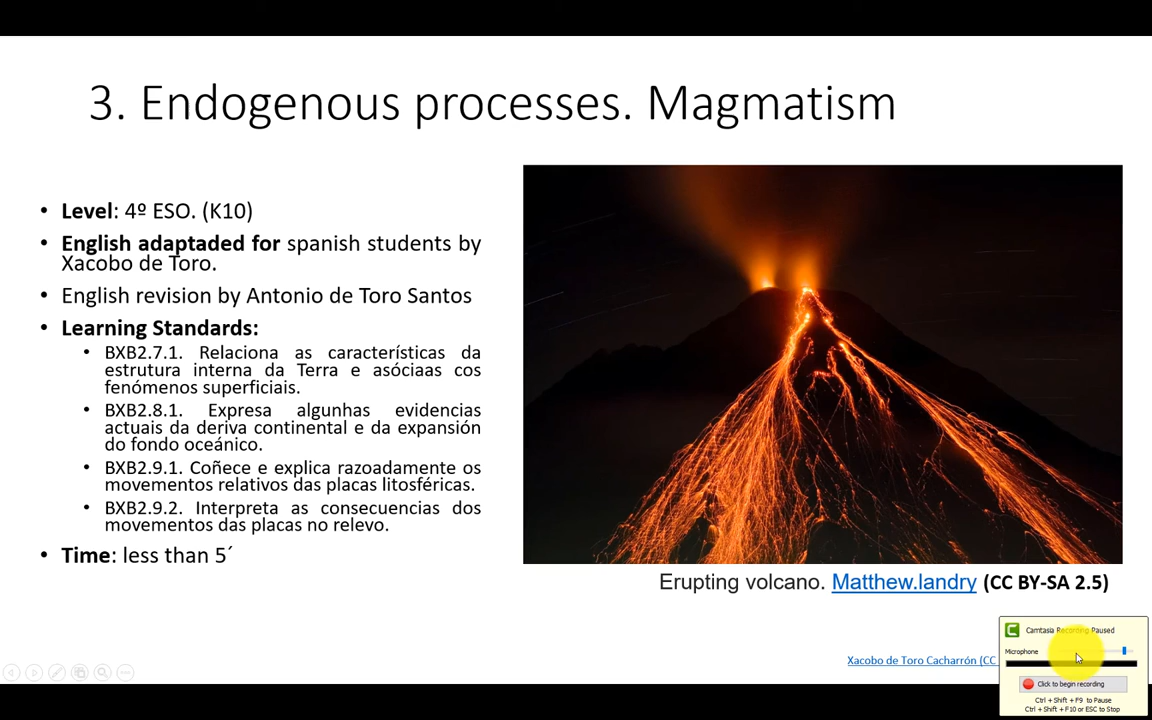 3. Endogenous processes. Magmatism
• Level: 4º ESO. (K10)
• English adaptaded for spanish students by
Xacobo de Toro.
• English revision by Antonio de Toro Santos
• Learning Standards:
• BXB2.7.1. Relaciona as características da
estrutura interna da Terra e asóciaas cos
fenómenos superficiais.
• BXB2.8.1. Expresa algunhas evidencias
actuais da deriva continental e da expansión
do fondo oceánico.
• BXB2.9.1. Coñece e explica razoadamente os
movementos relativos das placas litosféricas.
• BXB2.9.2. Interpreta as consecuencias dos
movementos das placas no relevo.
• Time: less than 5´
Erupting volcano. Matthew.landry (CC BY-SA 2.5)
Xacobo de Toro Cacharrón (CC
Camtasia Recording Paused
Microphone
Click to begin recording
Ctrl + Shift + F9 to Pause
Ctrl + Shift + F10 or ESC to Stop